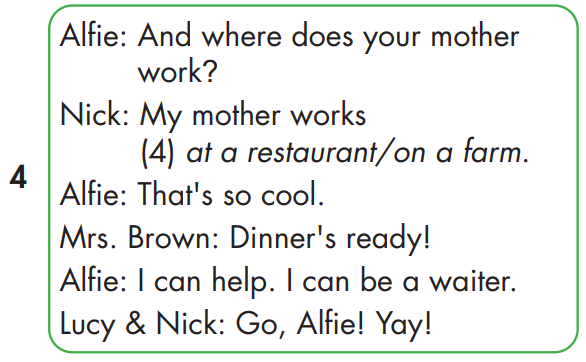 Alfie: And where does your mother
work?
Nick: My mother works
(4) at a restaurant/on a farm.
4
Alfie: That's so cool.
Mrs. Brown: Dinner's ready!
Alfie: I can help. I can be a waiter.
Lucy & Nick: Go, Alfie! Yay!